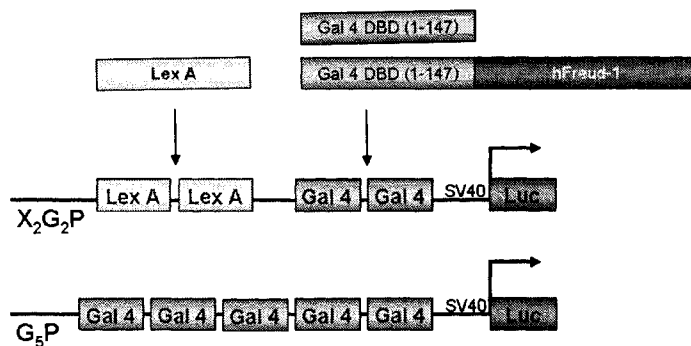 Gal 4 DBD (1-147)
Lex A Gal 4 DBD (1-147) hFreud-1
Lex A Lex A Gal 4 Gal 4 SV40 Luc
X₂G₂P
Gal 4 Gal 4 Gal 4 Gal 4 Gal 4 SV40 Luc
G₅P